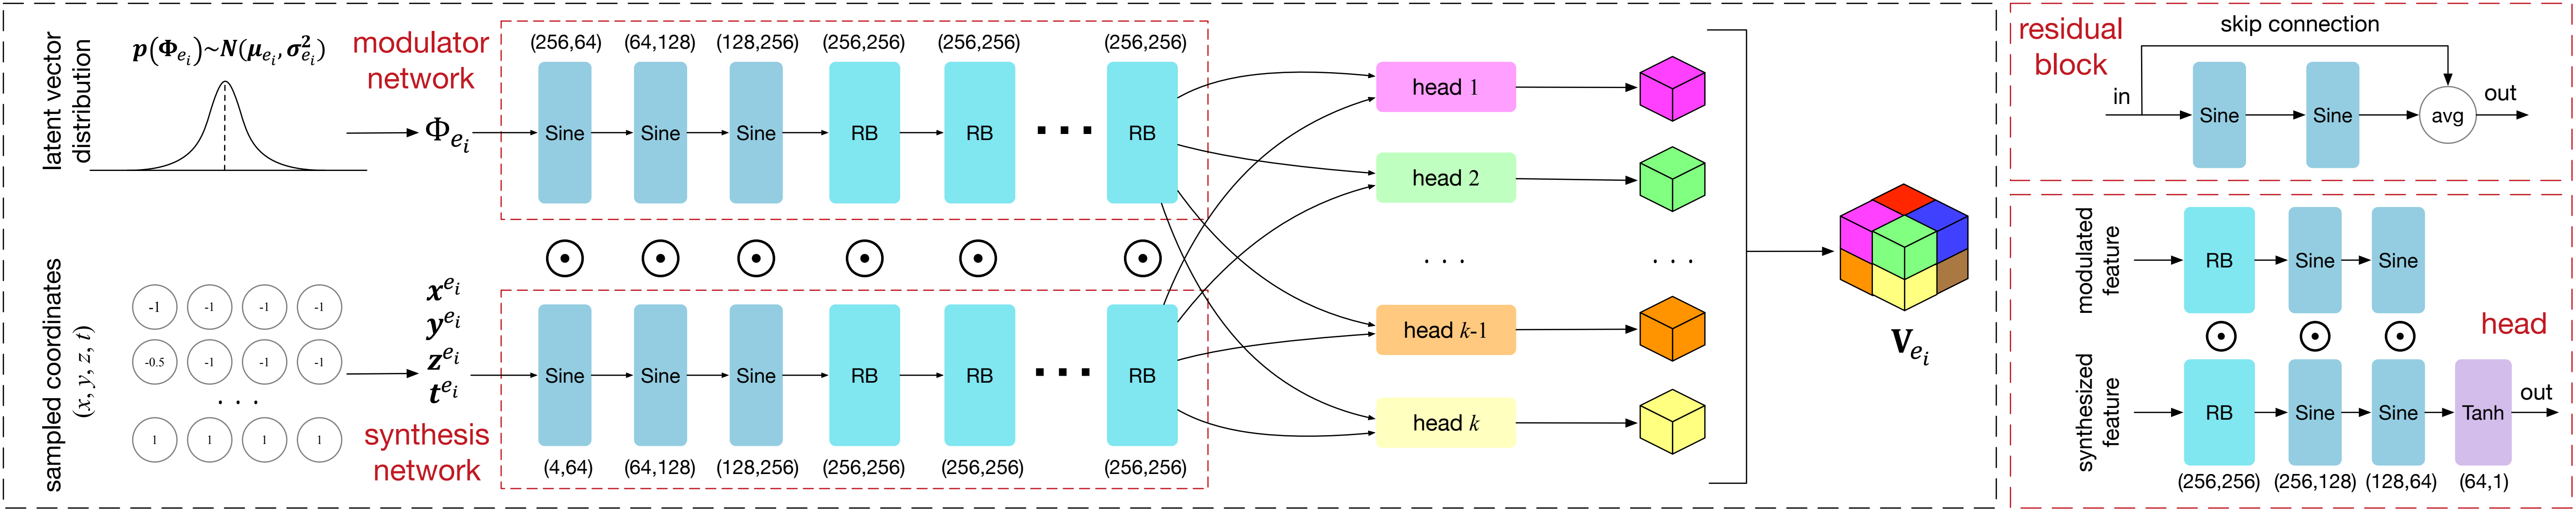 latent vector
distribution
p(Φ_{e_i})~N(μ_{e_i}, σ²_{e_i})
modulator
network
Φ_{e_i}
(256,64) (64,128) (128,256) (256,256) (256,256) (256,256)
Sine Sine Sine RB RB ... RB
sampled coordinates
(x, y, z, t)
-1 -1 -1 -1
-0.5 -1 -1 -1
. . .
1 1 1 1
x^{e_i}
y^{e_i}
z^{e_i}
t^{e_i}
synthesis
network
Sine Sine Sine RB RB ... RB
(4,64) (64,128) (128,256) (256,256) (256,256) (256,256)
head 1
head 2
. . . . . .
head k-1
head k
V_{e_i}
residual
block
skip connection
in
Sine Sine avg
out
modulated
feature
RB Sine Sine
head
synthesized
feature
RB Sine Sine Tanh
out
(256,256) (256,128) (128,64) (64,1)